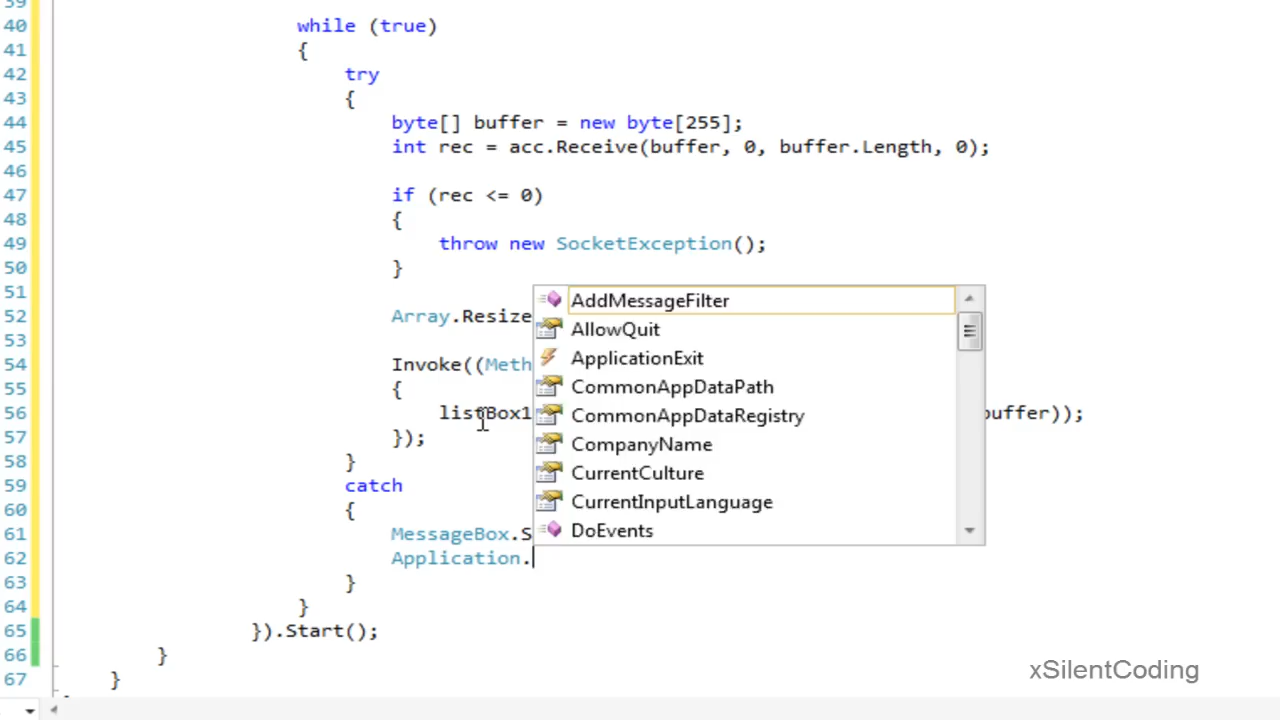 39
40 while (true)
41 {
42 try
43 {
44 byte[] buffer = new byte[255];
45 int rec = acc.Receive(buffer, 0, buffer.Length, 0);
46
47 if (rec <= 0)
48 {
49 throw new SocketException();
50 }
51
52 Array.Resize
53
54 Invoke((Meth
55 {
56 listBox1 buffer));
57 });
58 }
59 catch
60 {
61 MessageBox.S
62 Application.
63 }
64 }
65 }).Start();
66 }
67 }
AddMessageFilter
AllowQuit
ApplicationExit
CommonAppDataPath
CommonAppDataRegistry
CompanyName
CurrentCulture
CurrentInputLanguage
DoEvents
xSilentCoding